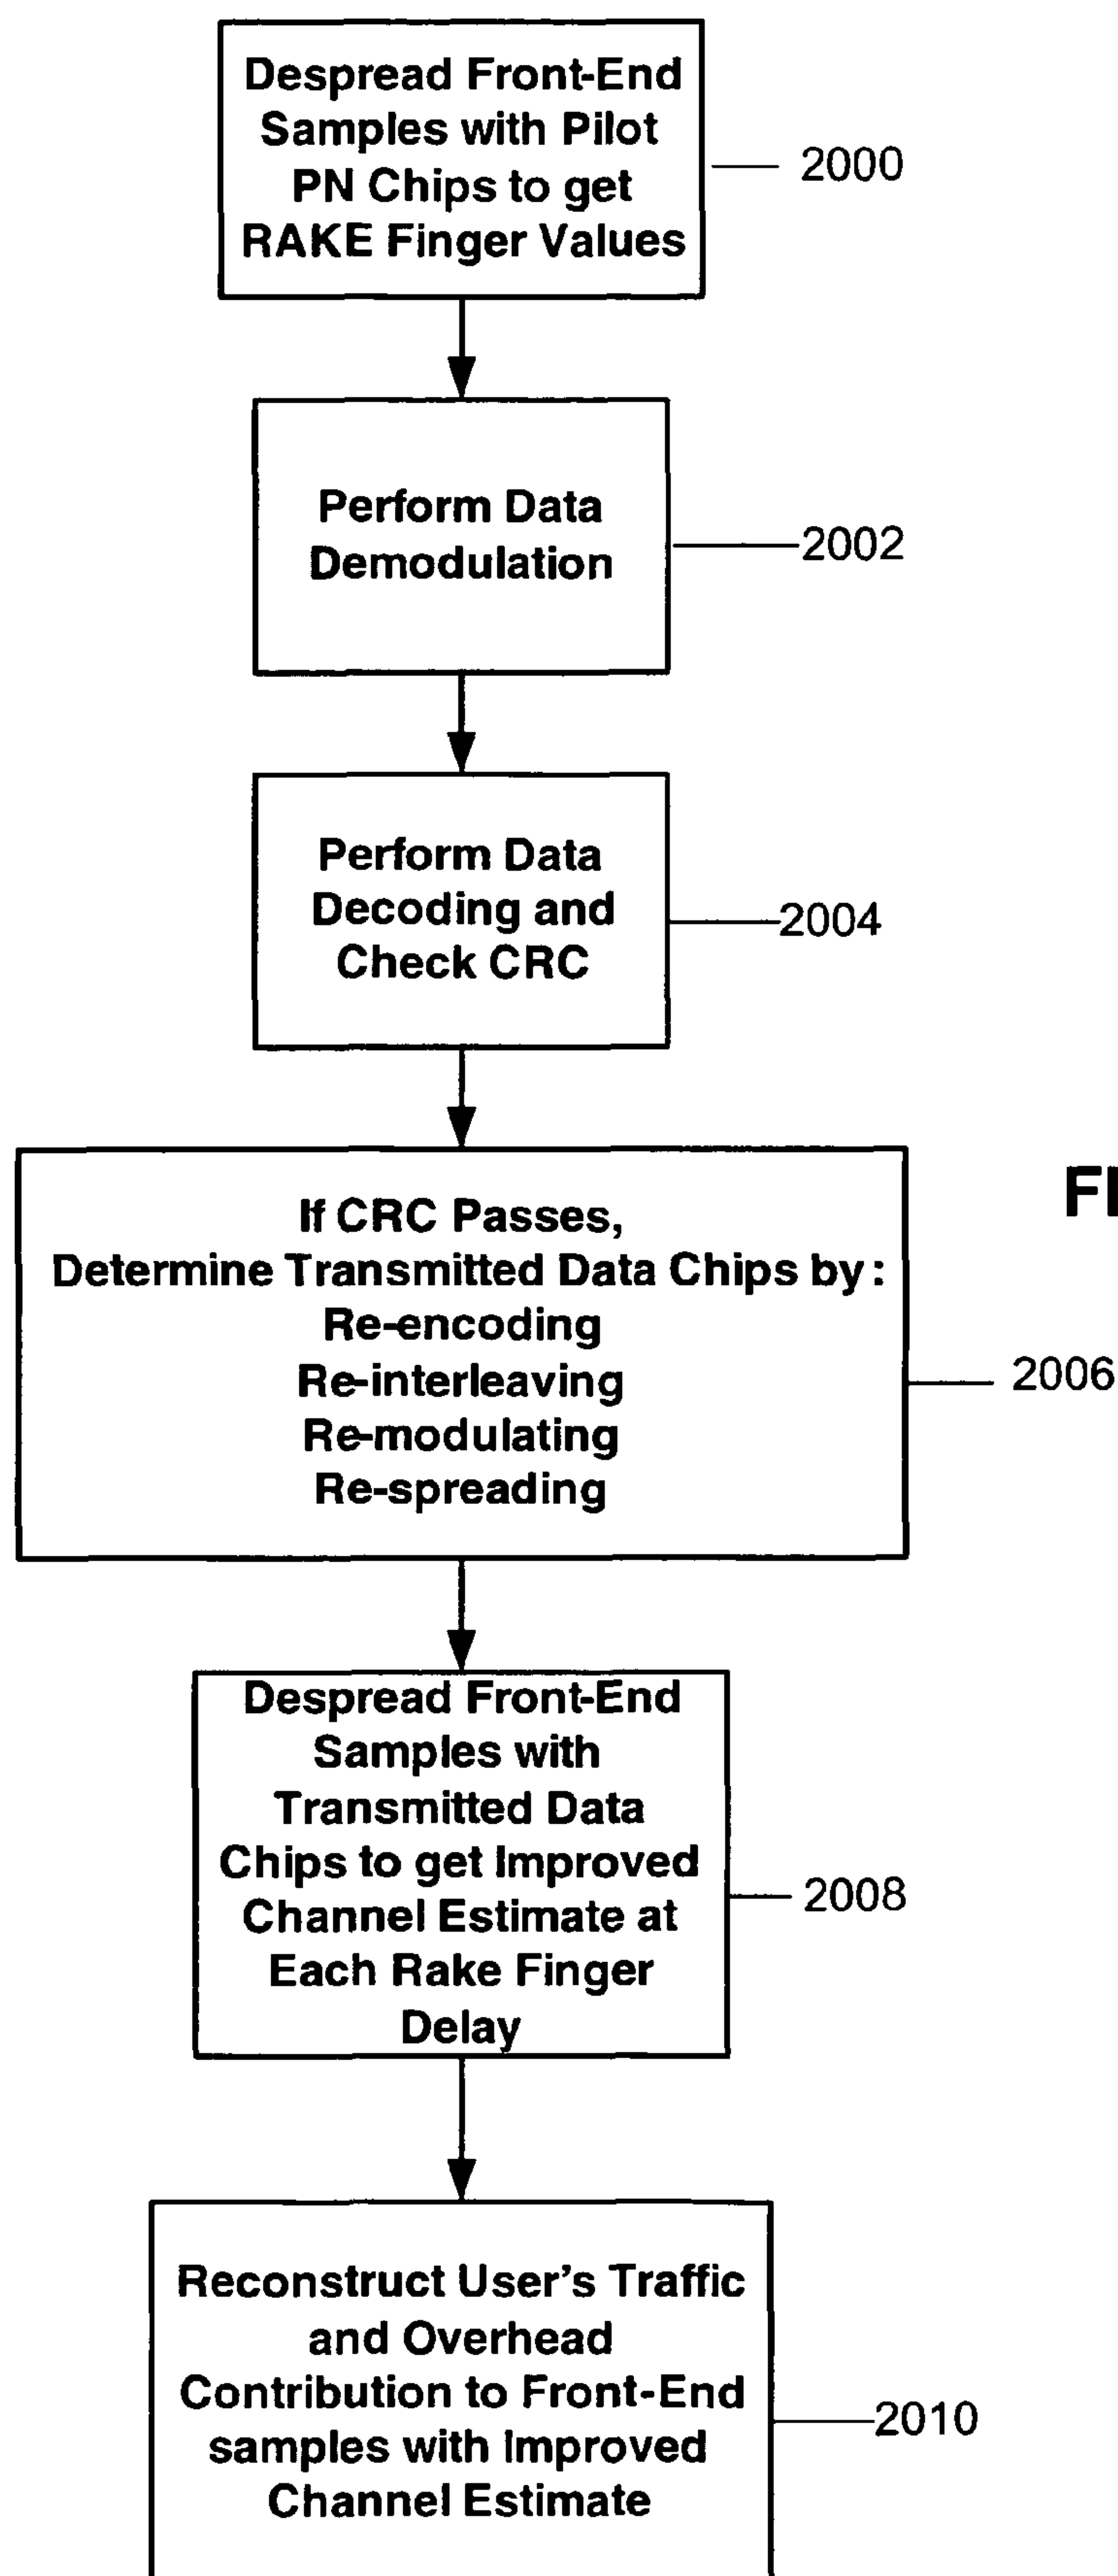 Despread Front-End
Samples with Pilot
PN Chips to get
RAKE Finger Values
2000
Perform Data
Demodulation
2002
Perform Data
Decoding and
Check CRC
2004
If CRC Passes,
Determine Transmitted Data Chips by:
Re-encoding
Re-interleaving
Re-modulating
Re-spreading
2006
Despread Front-End
Samples with
Transmitted Data
Chips to get Improved
Channel Estimate at
Each Rake Finger
Delay
2008
Reconstruct User's Traffic
and Overhead
Contribution to Front-End
samples with Improved
Channel Estimate
2010